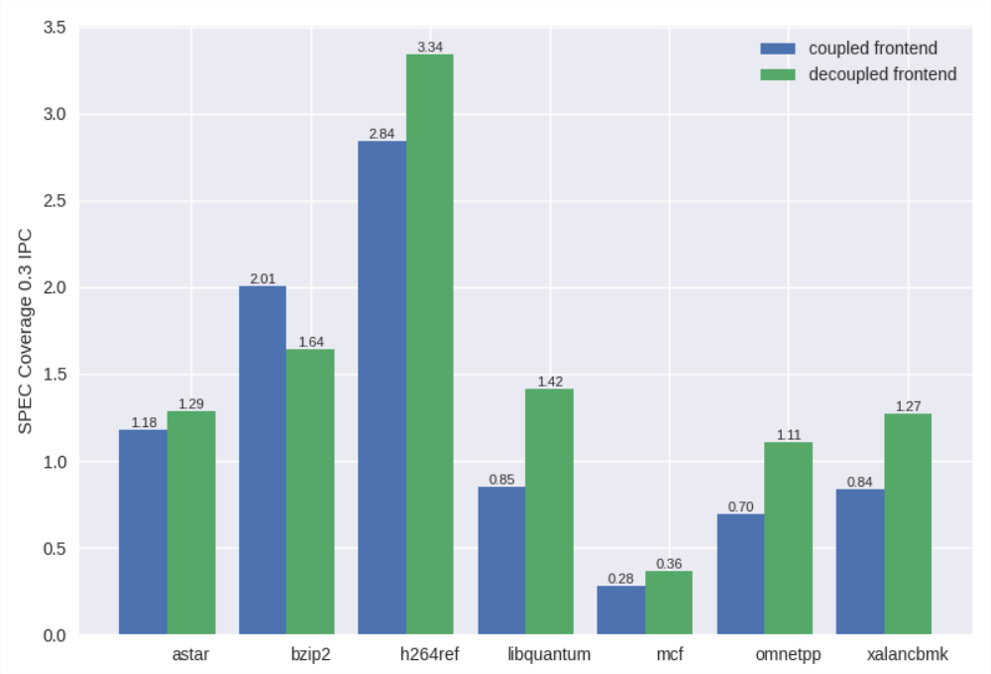 3.5
3.0
2.5
2.0
1.5
1.0
0.5
0.0
SPEC Coverage 0.3 IPC
coupled frontend
decoupled frontend
1.18
1.29
2.01
1.64
2.84
3.34
0.85
1.42
0.28
0.36
0.70
1.11
0.84
1.27
astar
bzip2
h264ref
libquantum
mcf
omnetpp
xalancbmk